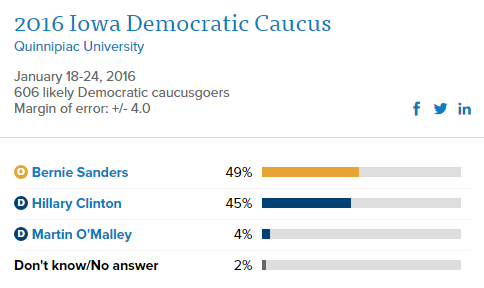 2016 Iowa Democratic Caucus
Quinnipiac University
January 18-24, 2016
606 likely Democratic caucusgoers
Margin of error: +/- 4.0
f in
D Bernie Sanders 49%
D Hillary Clinton 45%
D Martin O'Malley 4%
Don't know/No answer 2%